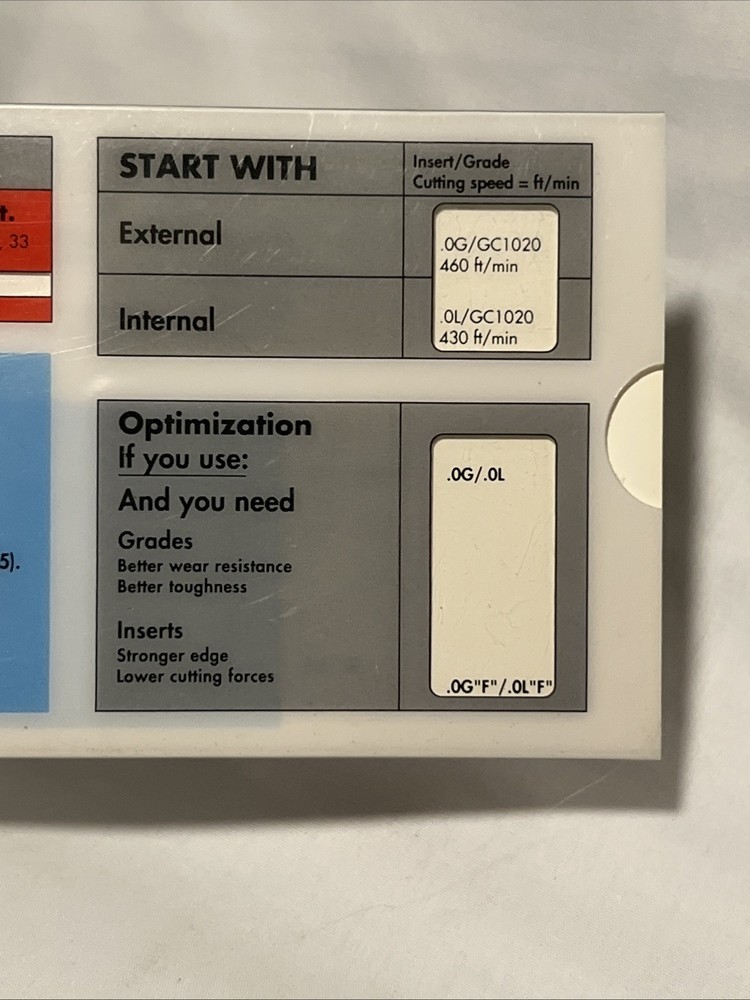 t.
, 33
5).
START WITH
Insert/Grade
Cutting speed = ft/min
External
.0G/GC1020
460 ft/min
Internal
.0L/GC1020
430 ft/min
Optimization
If you use:
.0G/.0L
And you need
Grades
Better wear resistance
Better toughness
Inserts
Stronger edge
Lower cutting forces
.0G"F"/.0L"F"